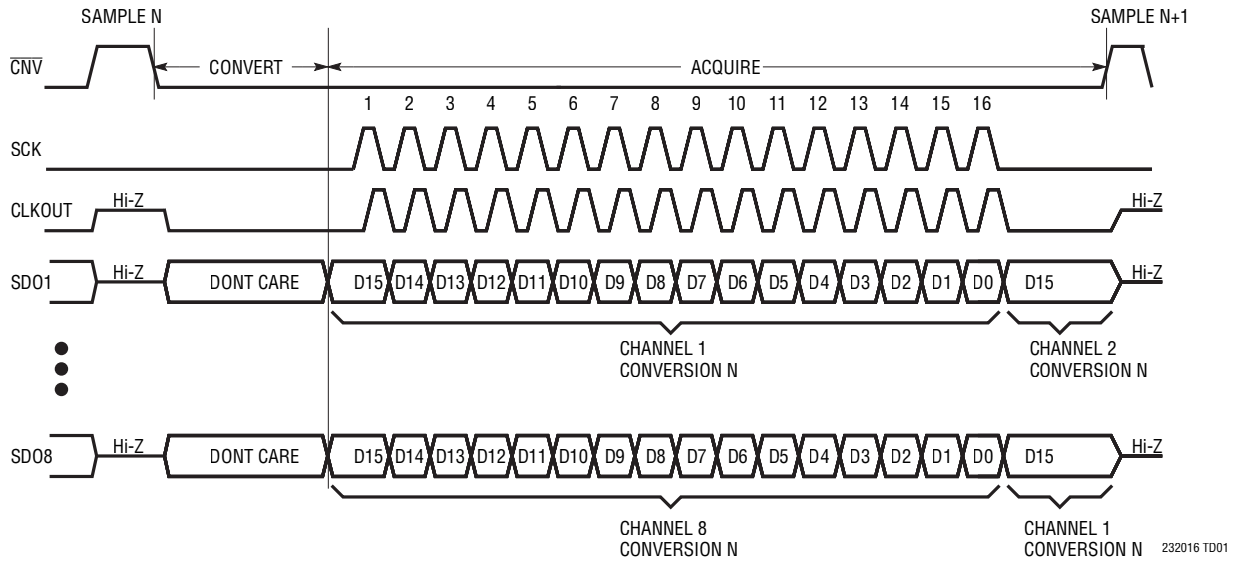 SAMPLE N SAMPLE N+1
CNV CONVERT ACQUIRE
1 2 3 4 5 6 7 8 9 10 11 12 13 14 15 16
SCK
CLKOUT Hi-Z Hi-Z
SDO1 Hi-Z DONT CARE D15 D14 D13 D12 D11 D10 D9 D8 D7 D6 D5 D4 D3 D2 D1 D0 D15 Hi-Z
CHANNEL 1 CHANNEL 2
CONVERSION N CONVERSION N
SDO8 Hi-Z DONT CARE D15 D14 D13 D12 D11 D10 D9 D8 D7 D6 D5 D4 D3 D2 D1 D0 D15 Hi-Z
CHANNEL 8 CHANNEL 1
CONVERSION N CONVERSION N 232016 TD01